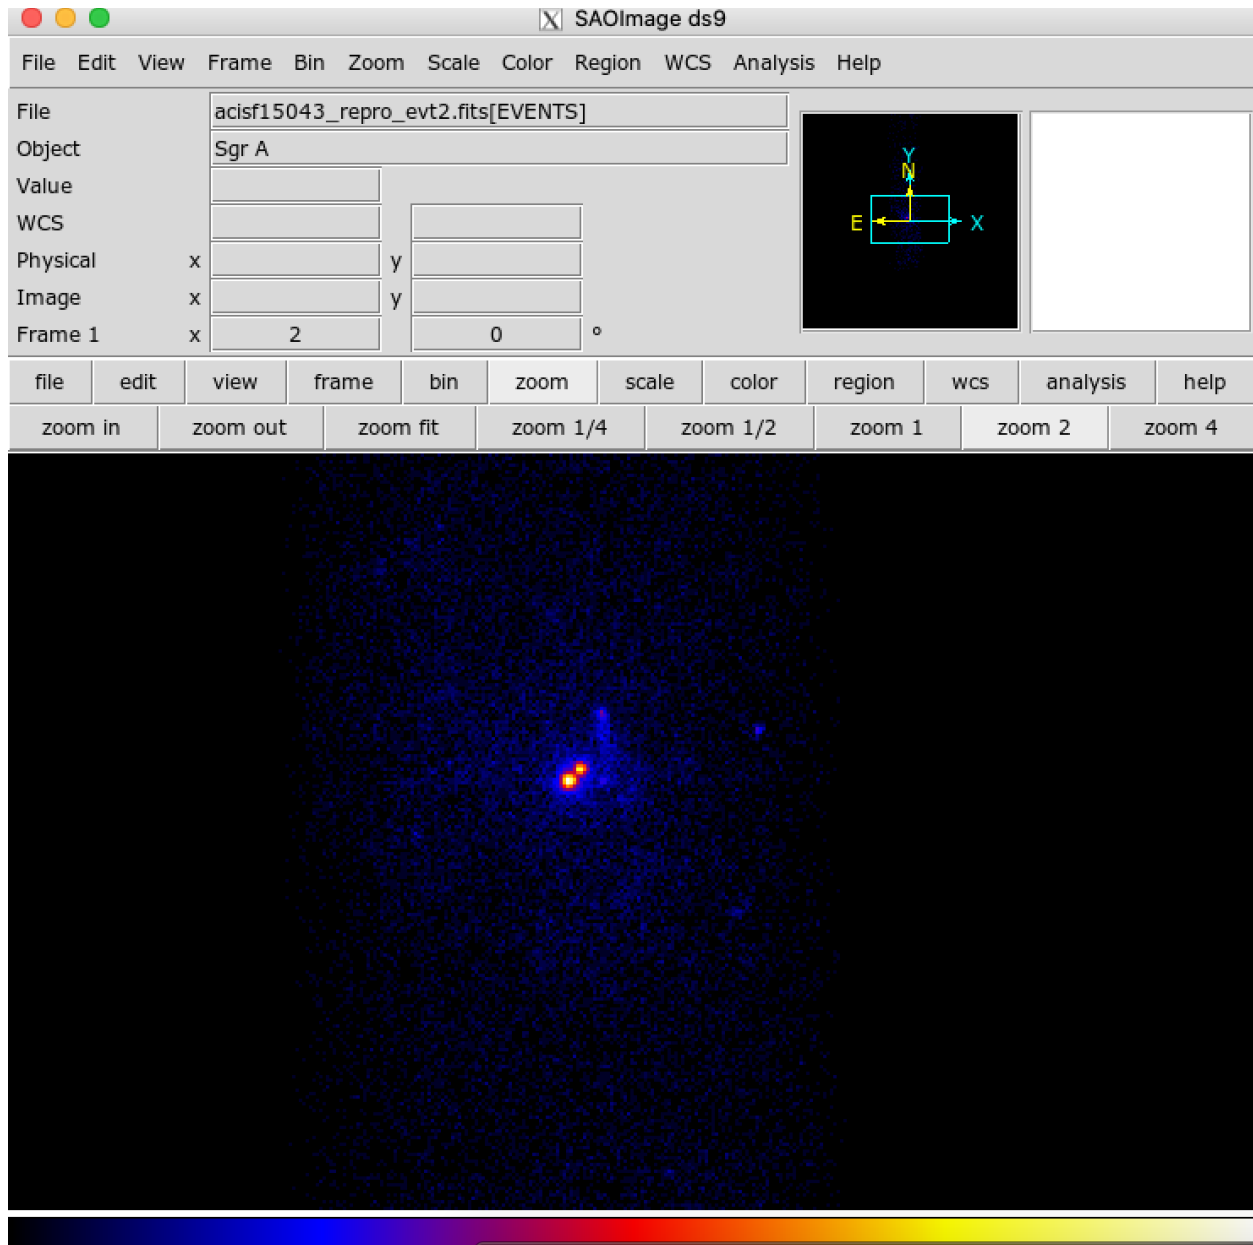 SAOImage ds9
File Edit View Frame Bin Zoom Scale Color Region WCS Analysis Help
File acisf15043_repro_evt2.fits[EVENTS]
Object Sgr A
Value
WCS
Physical x y
Image x y
Frame 1 x 2 0 °
Y
N
E X
file edit view frame bin zoom scale color region wcs analysis help
zoom in zoom out zoom fit zoom 1/4 zoom 1/2 zoom 1 zoom 2 zoom 4